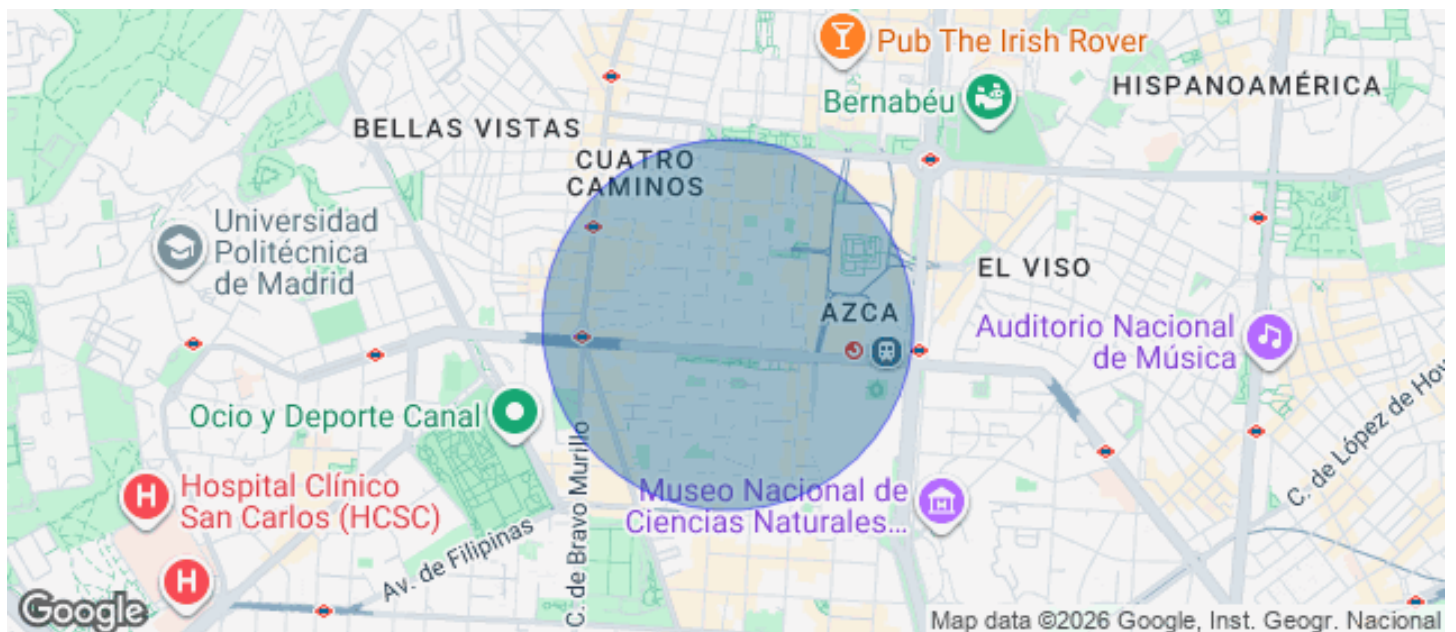 Pub The Irish Rover
Bernabéu
HISPANOAMÉRICA
BELLAS VISTAS
CUATRO
CAMINOS
Universidad
Politécnica
de Madrid
EL VISO
AZCA
Auditorio Nacional
de Música
Ocio y Deporte Canal
C. de Bravo Murillo
C. de López de Hoy
Hospital Clínico
San Carlos (HCSC)
Museo Nacional de
Ciencias Naturales...
Av. de Filipinas
H
H
Google
Map data ©2026 Google, Inst. Geogr. Nacional